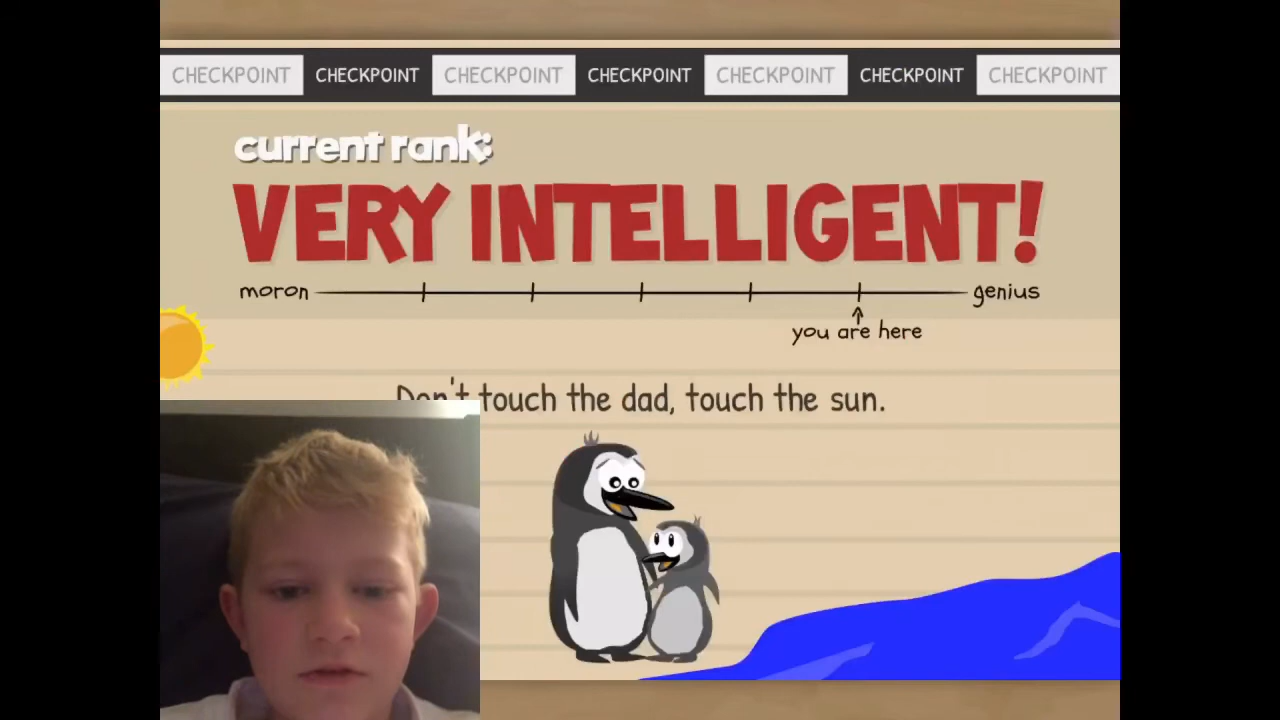 CHECKPOINT CHECKPOINT CHECKPOINT CHECKPOINT CHECKPOINT CHECKPOINT CHECKPOINT
current rank:
VERY INTELLIGENT!
moron genius
you are here
Don't touch the dad, touch the sun.